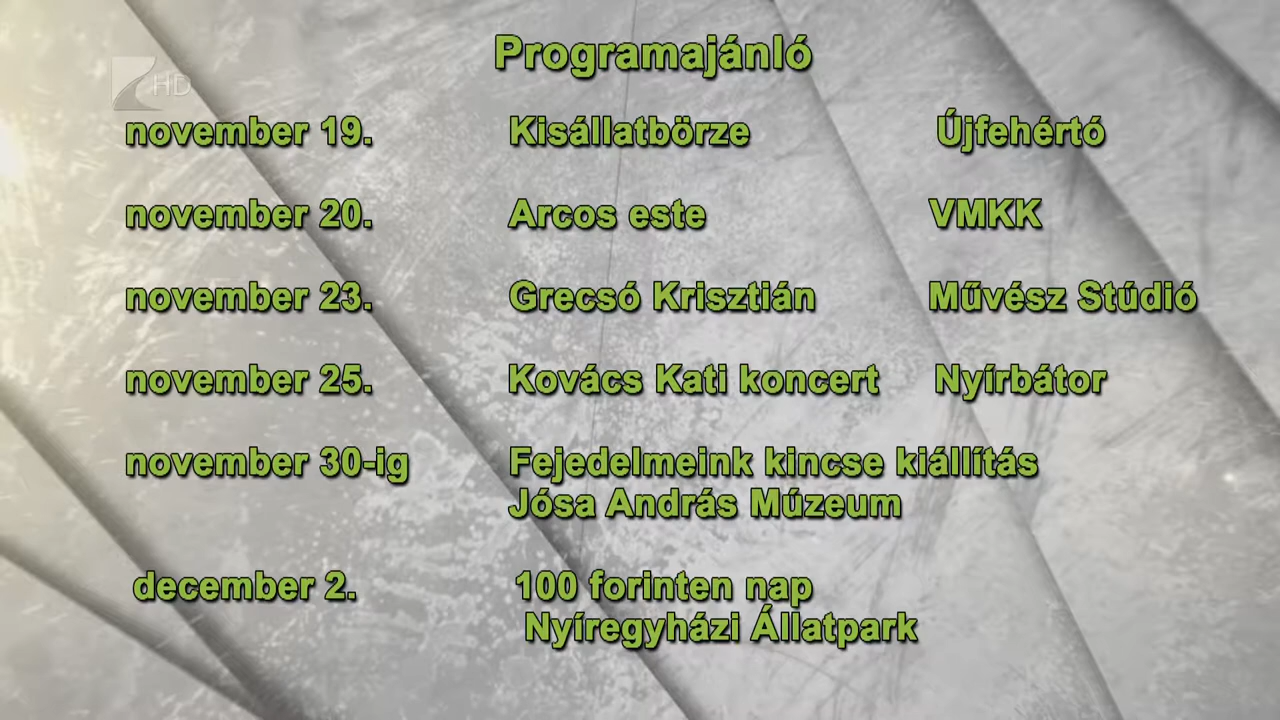 Programajánló
HD
november 19. Kisállatbörze Újfehértó
november 20. Arcos este VMKK
november 23. Grecsó Krisztián Művész Stúdió
november 25. Kovács Kati koncert Nyírbátor
november 30-ig Fejedelmeink kincse kiállítás
Jósa András Múzeum
december 2. 100 forinten nap
Nyíregyházi Állatpark